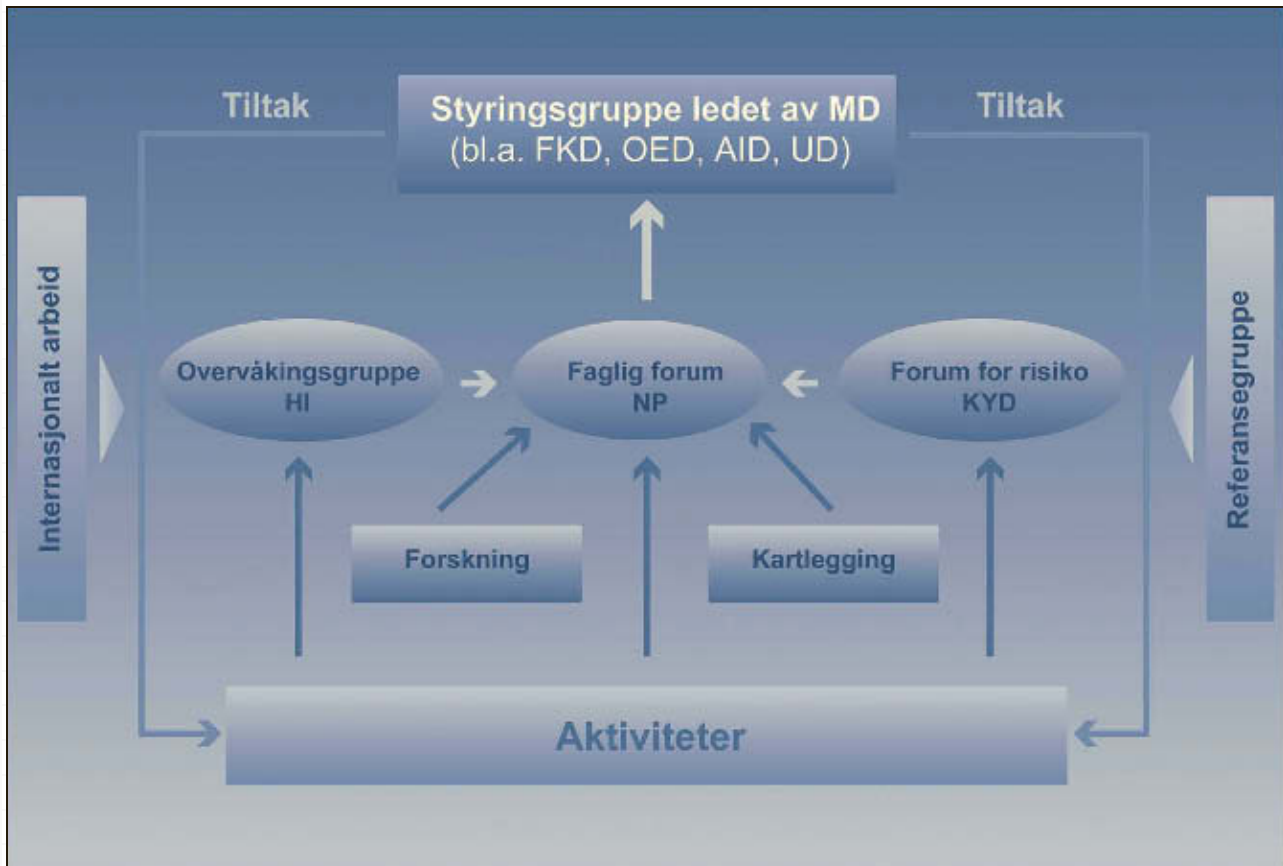 Tiltak
Styringsgruppe ledet av MD
(bl.a. FKD, OED, AID, UD)
Tiltak
Internasjonalt arbeid
Overvåkingsgruppe
HI
Faglig forum
NP
Forum for risiko
KYD
Referansegruppe
Forskning
Kartlegging
Aktiviteter